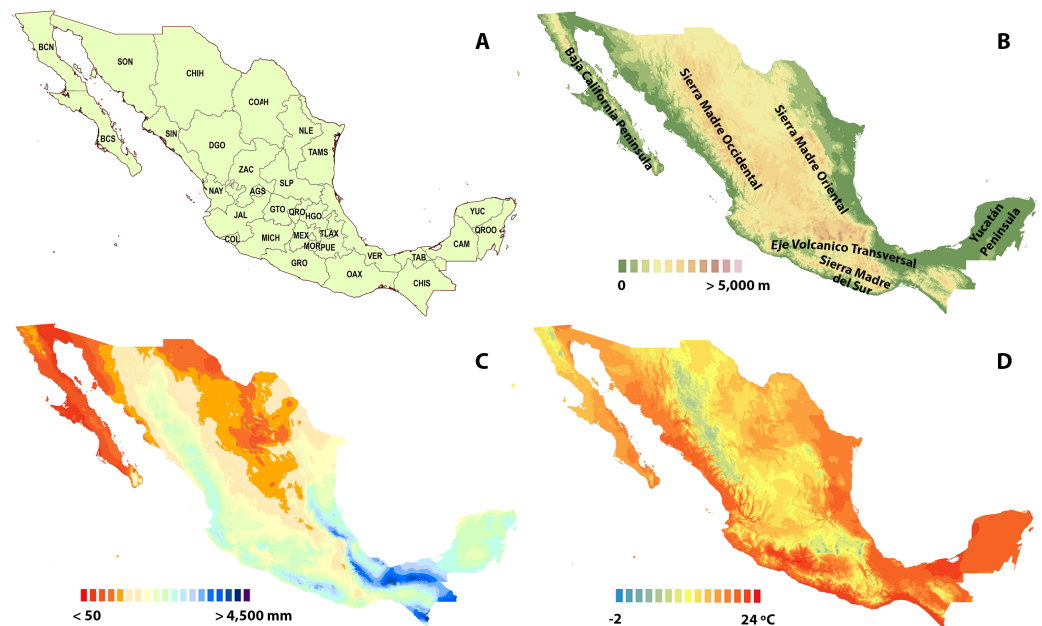 A
BCN
SON
CHIH
COAH
BCS
SIN
DGO
NLE
TAMS
ZAC
SLP
NAY
AGS
JAL
GTO
QRO
HGO
COL
MICH
MEX
TLAX
MOR
PUE
GRO
OAX
VER
TAB
CHIS
CAM
YUC
QROO
B
Baja California Peninsula
Sierra Madre Occidental
Sierra Madre Oriental
Eje Volcanico Transversal
Sierra Madre
del Sur
Yucatán
Peninsula
0 > 5,000 m
C
< 50 > 4,500 mm
D
-2 24 ºC